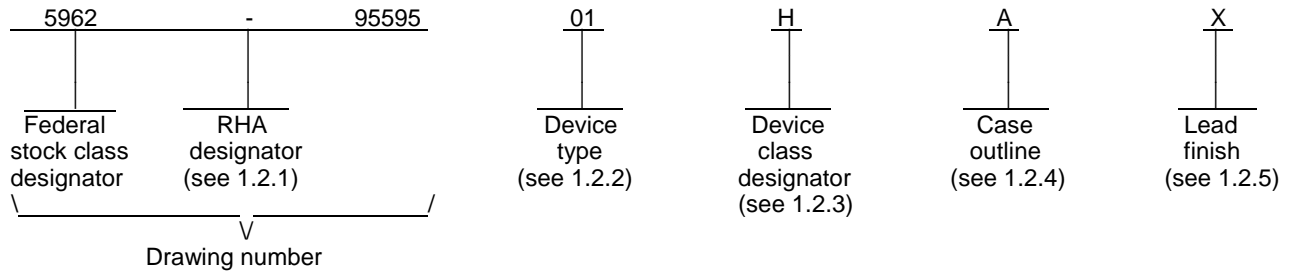 5962 - 95595 01 H A X
Federal RHA Device Device Case Lead
stock class designator type class outline finish
designator (see 1.2.1) (see 1.2.2) designator (see 1.2.4) (see 1.2.5)
(see 1.2.3)
\ /
\/
Drawing number